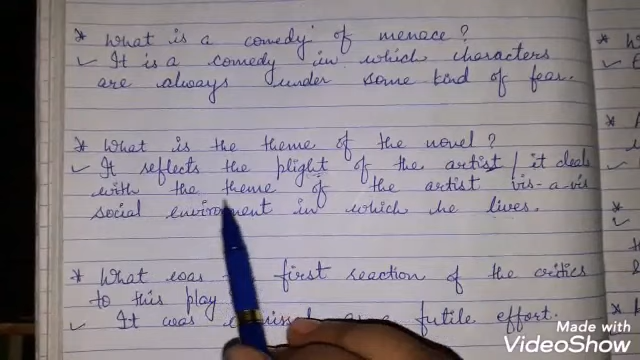 * What is a comedy of menace?
✓ It is a comedy in which characters
are always under some kind of fear.
* What is the theme of the novel?
✓ It reflects the plight of the artist / it deals
with the theme of the artist vis-a-vis
social enviroment in which he lives.
* What was first reaction of the critics
to this play
✓ It was as a futile effort.
Made with
VideoShow